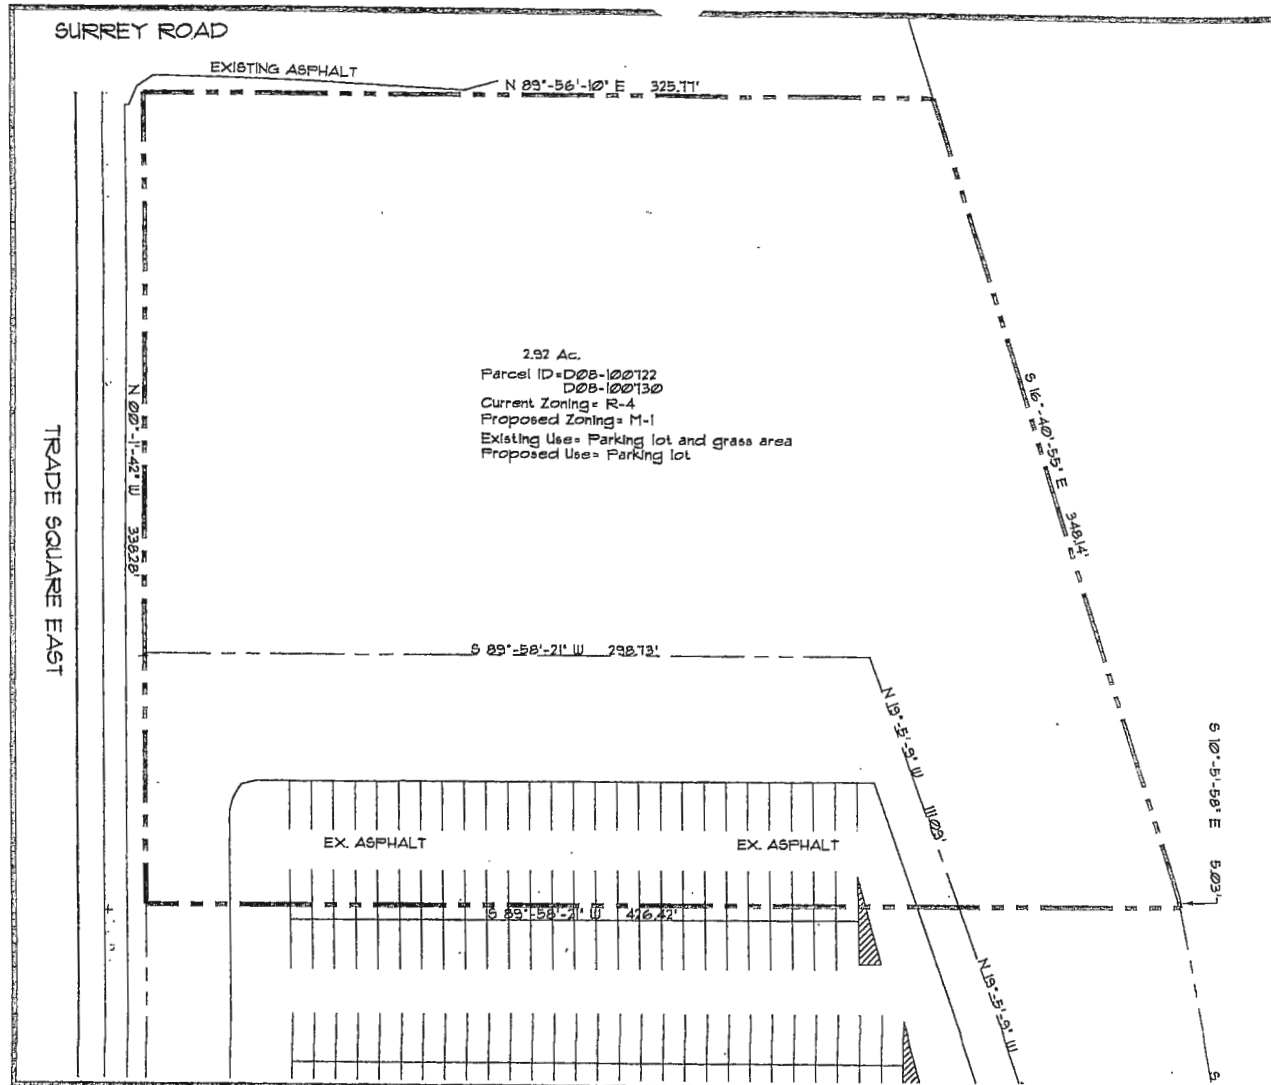 SURREY ROAD
EXISTING ASPHALT
N 89°-56'-10" E 325.77'
2.92 Ac.
Parcel ID=D08-100722
D08-100730
Current Zoning= R-4
Proposed Zoning= M-1
Existing Use= Parking lot and grass area
Proposed Use= Parking lot
N 00°-1'-42" W 338.28'
TRADE SQUARE EAST
S 16°-40'-55" E 348.14'
S 89°-58'-21" W 298.73'
N 19°-5'-9" W 111.09'
S 10°-5'-58" E 5.03'
EX. ASPHALT
EX. ASPHALT
S 89°-58'-21" W 426.42'
N 19°-5'-9" W
S